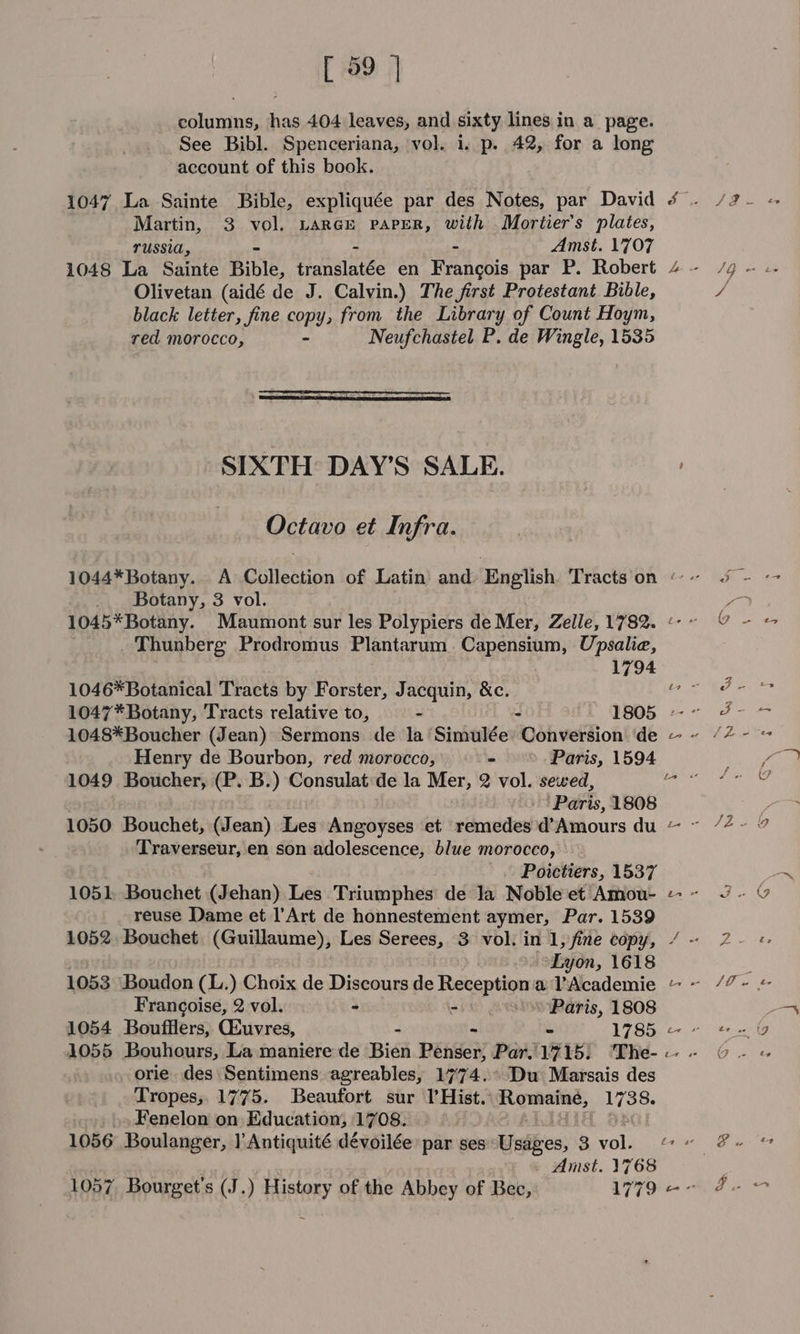 [ 59 ]
columns, has 404 leaves, and sixty lines in a page.
See Bibl. Spenceriana, vol. i. p. 42, for a long
account of this book.
1047 La Sainte Bible, expliquée par des Notes, par David
Martin, 3 vol. LARGE PAPER, with Mortier's plates,
russia, - - - Amst. 1707
1048 La Sainte Bible, translatée en François par P. Robert
Olivetan (aidé de J. Calvin.) The first Protestant Bible,
black letter, fine copy, from the Library of Count Hoym,
red morocco, - Neufchastel P. de Wingle, 1535
SIXTH DAY'S SALE.
Octavo et Infra.
1044*Botany. A Collection of Latin and English Tracts on
Botany, 3 vol.
1045*Botany. Maumont sur les Polypiers de Mer, Zelle, 1782.
Thunberg Prodromus Plantarum Capensium, Upsaliæ,
1794
1046*Botanical Tracts by Forster, Jacquin, &c.
1047*Botany, Tracts relative to, - - 1805
1048*Boucher (Jean) Sermons de la Simulée Conversion de
Henry de Bourbon, red morocco, - Paris, 1594
1049 Boucher, (P. B.) Consulat de la Mer, 2 vol. sewed,
Paris, 1808
1050 Bouchet, (Jean) Les Angoyses et remedes d'Amours du
Traverseur, en son adolescence, blue morocco,
Poictiers, 1537
1051 Bouchet (Jehan) Les Triumphes de la Noble et Amou-
reuse Dame et l'Art de honnestement aymer, Par. 1539
1052 Bouchet (Guillaume), Les Serees, 3 vol. in 1, fine copy,
Lyon, 1618
1053 Boudon (L.) Choix de Discours de Reception a l'Academie
Françoise, 2 vol. - - Paris, 1808
1054 Boufflers, Œuvres, - - - 1785
1055 Bouhours, La maniere de Bien Penser, Par. 1715. The-
orie des Sentimens agreables, 1774. Du Marsais des
Tropes, 1775. Beaufort sur l'Hist. Romainé, 1738.
Fenelon on Education, 1708.
1056 Boulanger, l'Antiquité dévoilée par ses Usages, 3 vol.
Amst. 1768
1057 Bourget's (J.) History of the Abbey of Bec, 1779